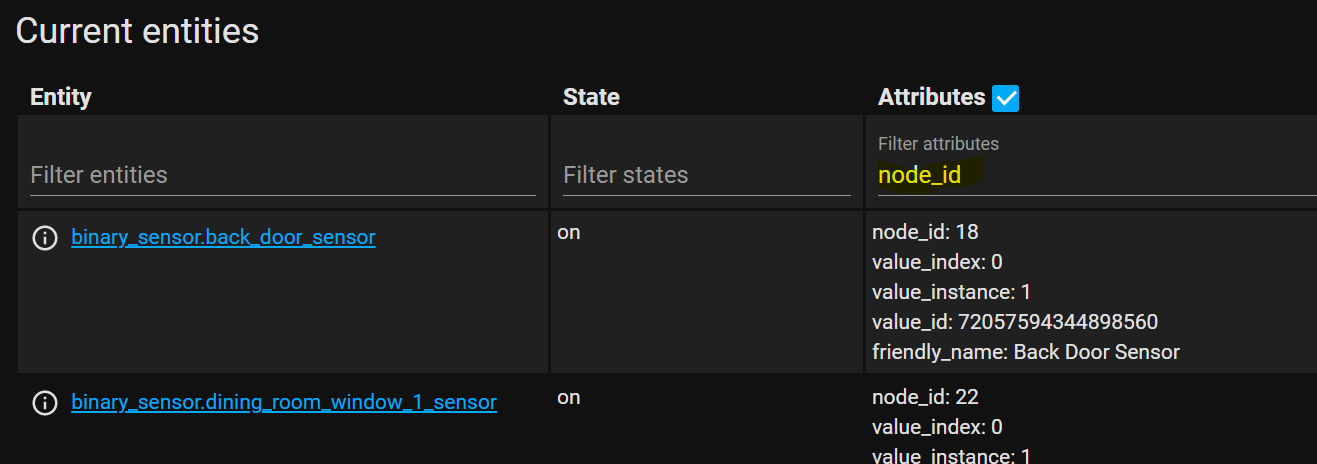 Current entities
Entity State Attributes
Filter attributes
Filter entities Filter states node_id
binary_sensor.back_door_sensor on node_id: 18
value_index: 0
value_instance: 1
value_id: 72057594344898560
friendly_name: Back Door Sensor
binary_sensor.dining_room_window_1_sensor on node_id: 22
value_index: 0
value_instance: 1